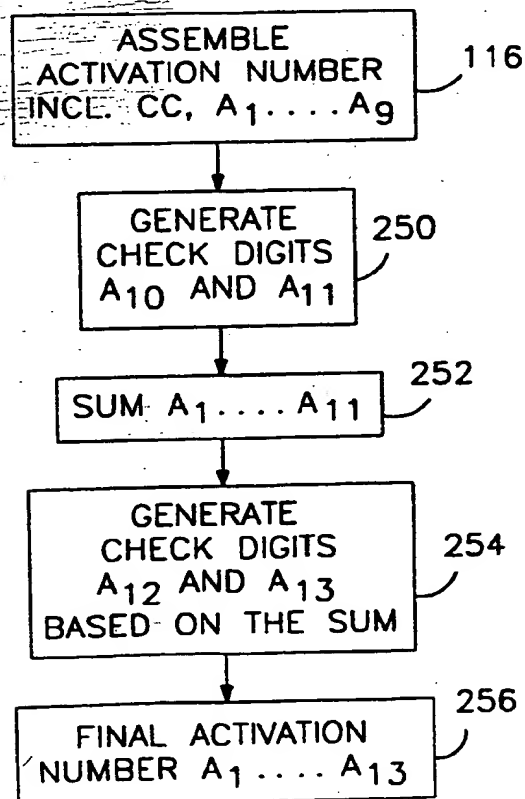 ASSEMBLE
ACTIVATION NUMBER
INCL. CC, A1 . . . . A9
116
GENERATE
CHECK DIGITS
A10 AND A11
250
SUM A1 . . . . A11
252
GENERATE
CHECK DIGITS
A12 AND A13
BASED ON THE SUM
254
FINAL ACTIVATION
NUMBER A1 . . . . A13
256